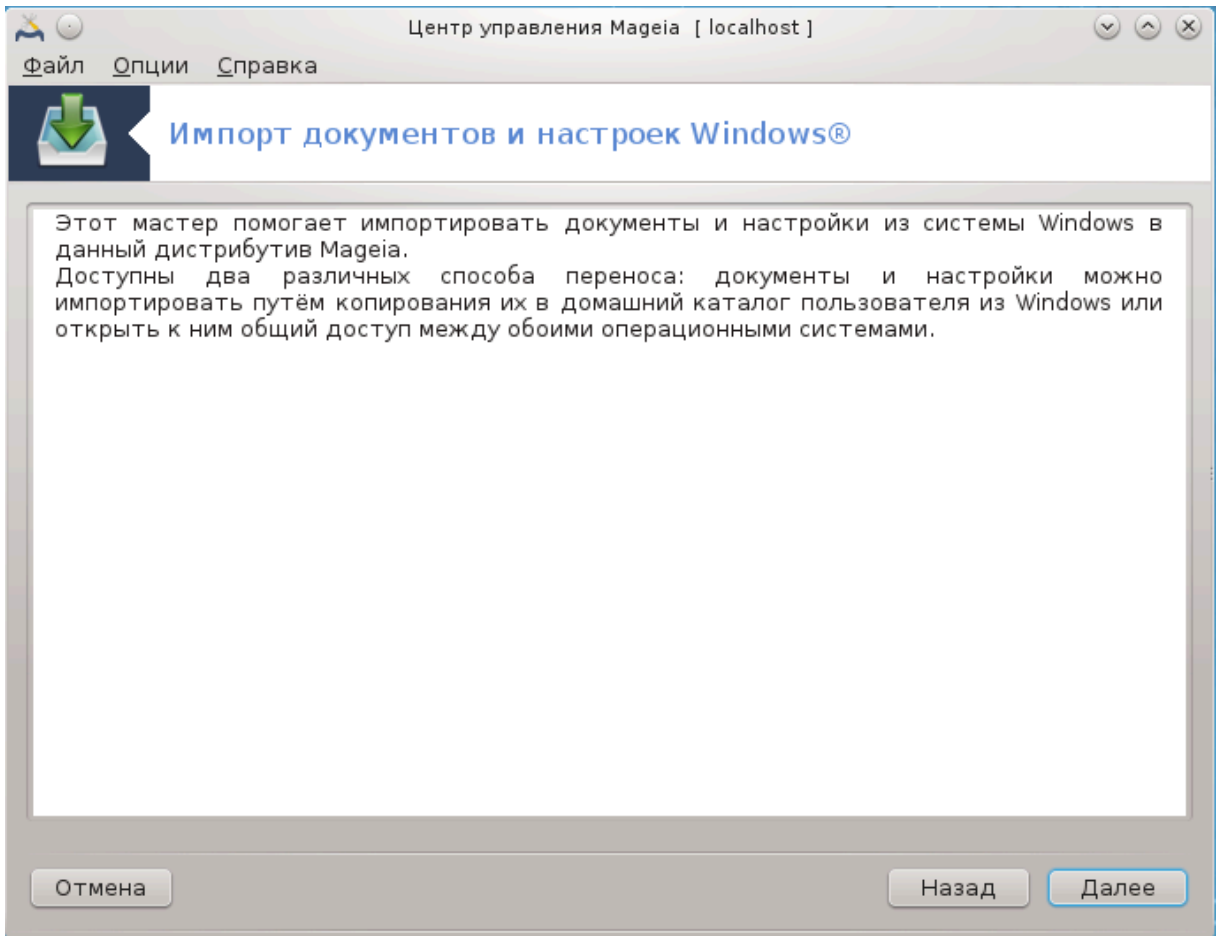 Центр управления Mageia [ localhost ]
Файл Опции Справка
Импорт документов и настроек Windows®
Этот мастер помогает импортировать документы и настройки из системы Windows в
данный дистрибутив Mageia.
Доступны два различных способа переноса: документы и настройки можно
импортировать путём копирования их в домашний каталог пользователя из Windows или
открыть к ним общий доступ между обоими операционными системами.
Отмена Назад Далее